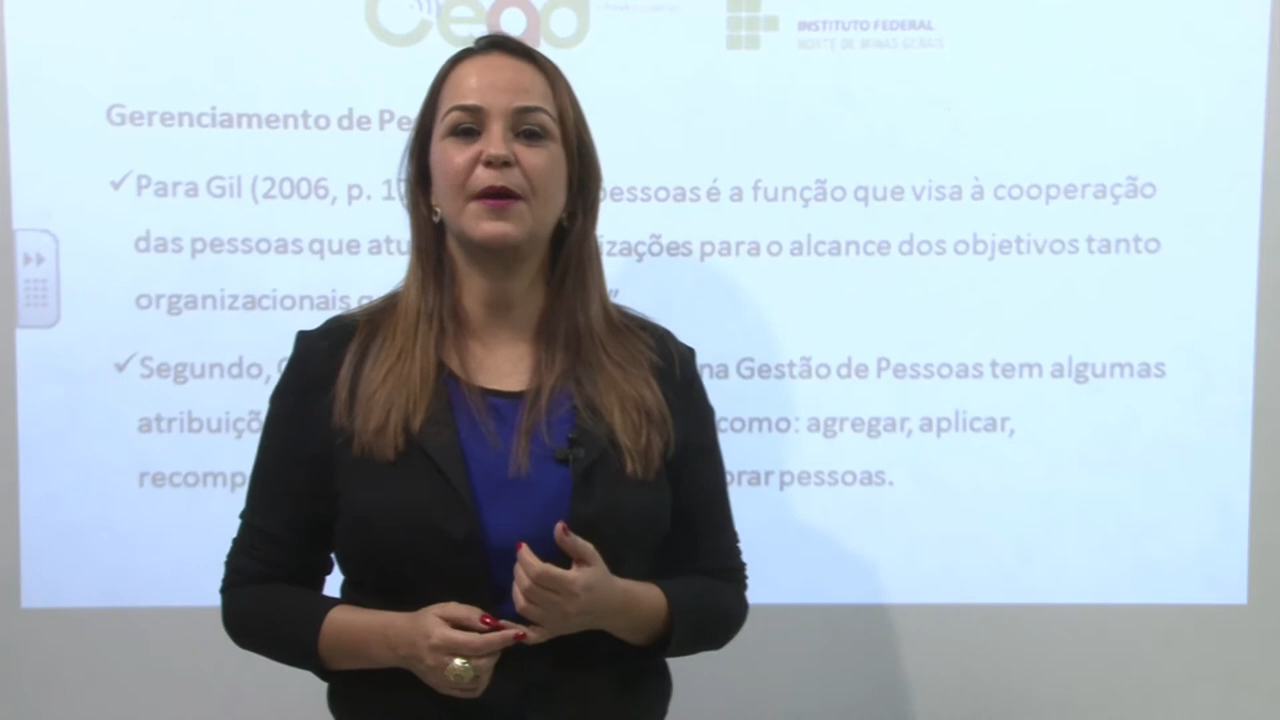 cead
INSTITUTO FEDERAL
NORTE DE MINAS GERAIS
Gerenciamento de Pe
Para Gil (2006, p. 1 pessoas é a função que visa à cooperação
das pessoas que atu izações para o alcance dos objetivos tanto
organizacionais ”
Segundo, na Gestão de Pessoas tem algumas
atribuiçõ como: agregar, aplicar,
recomp orar pessoas.